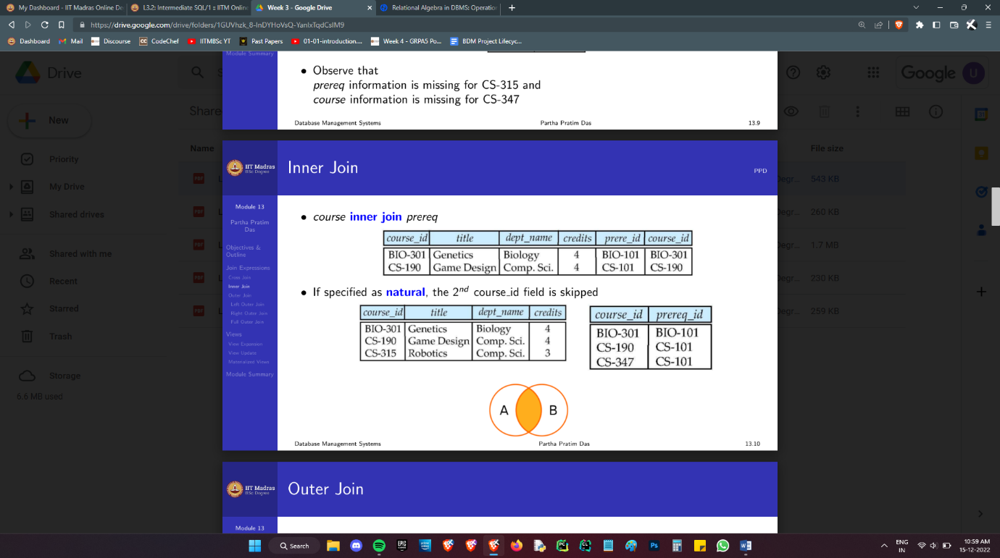 My Dashboard - IIT Madras Online De
L3.2: Intermediate SQL/1 :: IITM Onlin
Week 3 - Google Drive
Relational Algebra in DBMS: Operation
https://drive.google.com/drive/folders/1GUVhzk_8-InDYHoVsQ-YanlxTqdCslM9
Dashboard
Mail
Discourse
CodeChef
IITMBSc YT
Past Papers
01-01-introduction....
Week 4 - GRPA5 Po...
BDM Project Lifecyc...
Drive
New
Priority
My Drive
Shared drives
Shared with me
Recent
Starred
Trash
Storage
6.6 MB used
Share
Name
Google
U
File size
543 KB
260 KB
1.7 MB
230 KB
259 KB
Module Summary
• Observe that
prereq information is missing for CS-315 and
course information is missing for CS-347
Database Management Systems Partha Pratim Das 13.9
IIT Madras
BSc Degree
Inner Join
PPD
Module 13
Partha Pratim
Das
Objectives &
Outline
Join Expressions
Cross Join
Inner Join
Outer Join
Left Outer Join
Right Outer Join
Full Outer Join
Views
View Expansion
View Update
Materialized Views
Module Summary
• course inner join prereq
course_id title dept_name credits prere_id course_id
BIO-301 Genetics Biology 4 BIO-101 BIO-301
CS-190 Game Design Comp. Sci. 4 CS-101 CS-190
• If specified as natural, the 2nd course_id field is skipped
course_id title dept_name credits
BIO-301 Genetics Biology 4
CS-190 Game Design Comp. Sci. 4
CS-315 Robotics Comp. Sci. 3
course_id prereq_id
BIO-301 BIO-101
CS-190 CS-101
CS-347 CS-101
A B
Database Management Systems Partha Pratim Das 13.10
IIT Madras
BSc Degree
Outer Join
Module 13
Search
ENG
IN
10:59 AM
15-12-2022